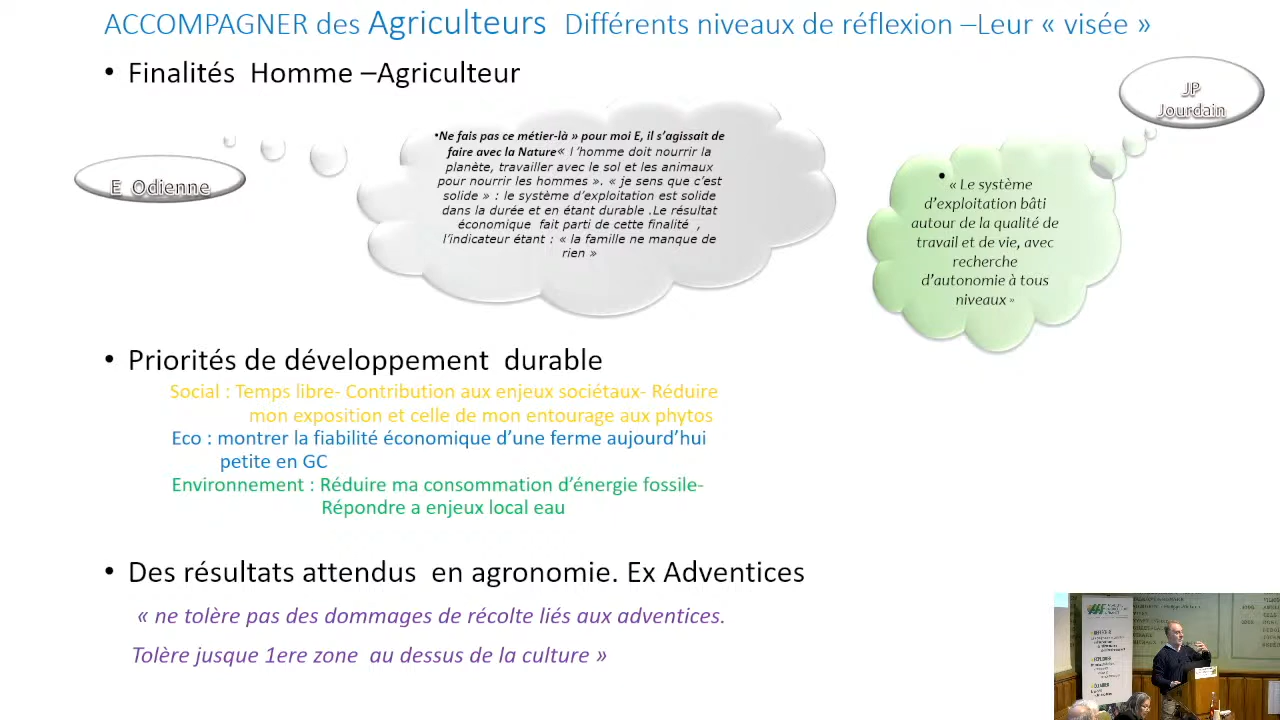 ACCOMPAGNER des Agriculteurs Différents niveaux de réflexion –Leur « visée »
• Finalités Homme –Agriculteur
JP
Jourdain
E Odienne
•Ne fais pas ce métier-là » pour moi E, il s’agissait de
faire avec la Nature« l’homme doit nourrir la
planète, travailler avec le sol et les animaux
pour nourrir les hommes ». « je sens que c’est
solide » : le système d’exploitation est solide
dans la durée et en étant durable .Le résultat
économique fait parti de cette finalité ,
l’indicateur étant : « la famille ne manque de
rien »
• « Le système
d’exploitation bâti
autour de la qualité de
travail et de vie, avec
recherche
d’autonomie à tous
niveaux »
• Priorités de développement durable
Social : Temps libre- Contribution aux enjeux sociétaux- Réduire
mon exposition et celle de mon entourage aux phytos
Eco : montrer la fiabilité économique d’une ferme aujourd’hui
petite en GC
Environnement : Réduire ma consommation d’énergie fossile-
Répondre a enjeux local eau
• Des résultats attendus en agronomie. Ex Adventices
« ne tolère pas des dommages de récolte liés aux adventices.
Tolère jusque 1ere zone au dessus de la culture »